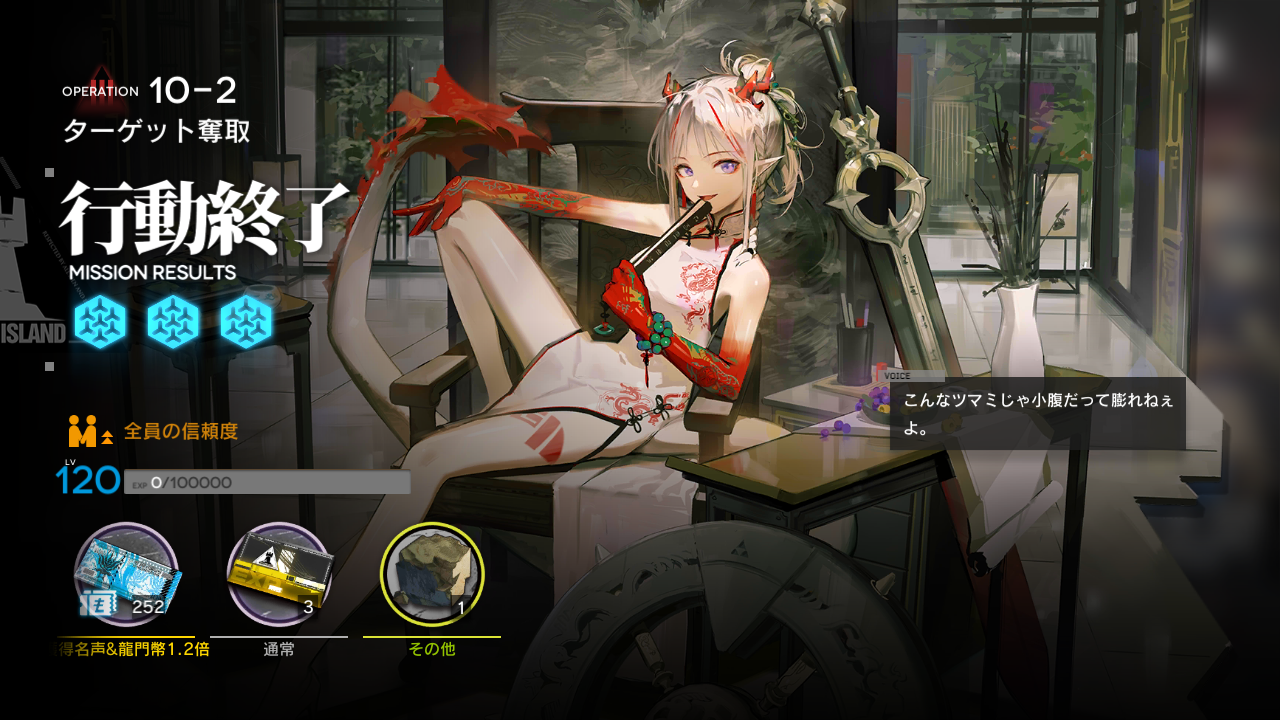 OPERATION 10-2
ターゲット奪取
行動終了
MISSION RESULTS
ISLAND
全員の信頼度
LV
120
EXP 0/100000
VOICE
こんなツマミじゃ小腹だって膨れねぇ
よ。
252
3
1
得名声&龍門幣1.2倍
通常
その他